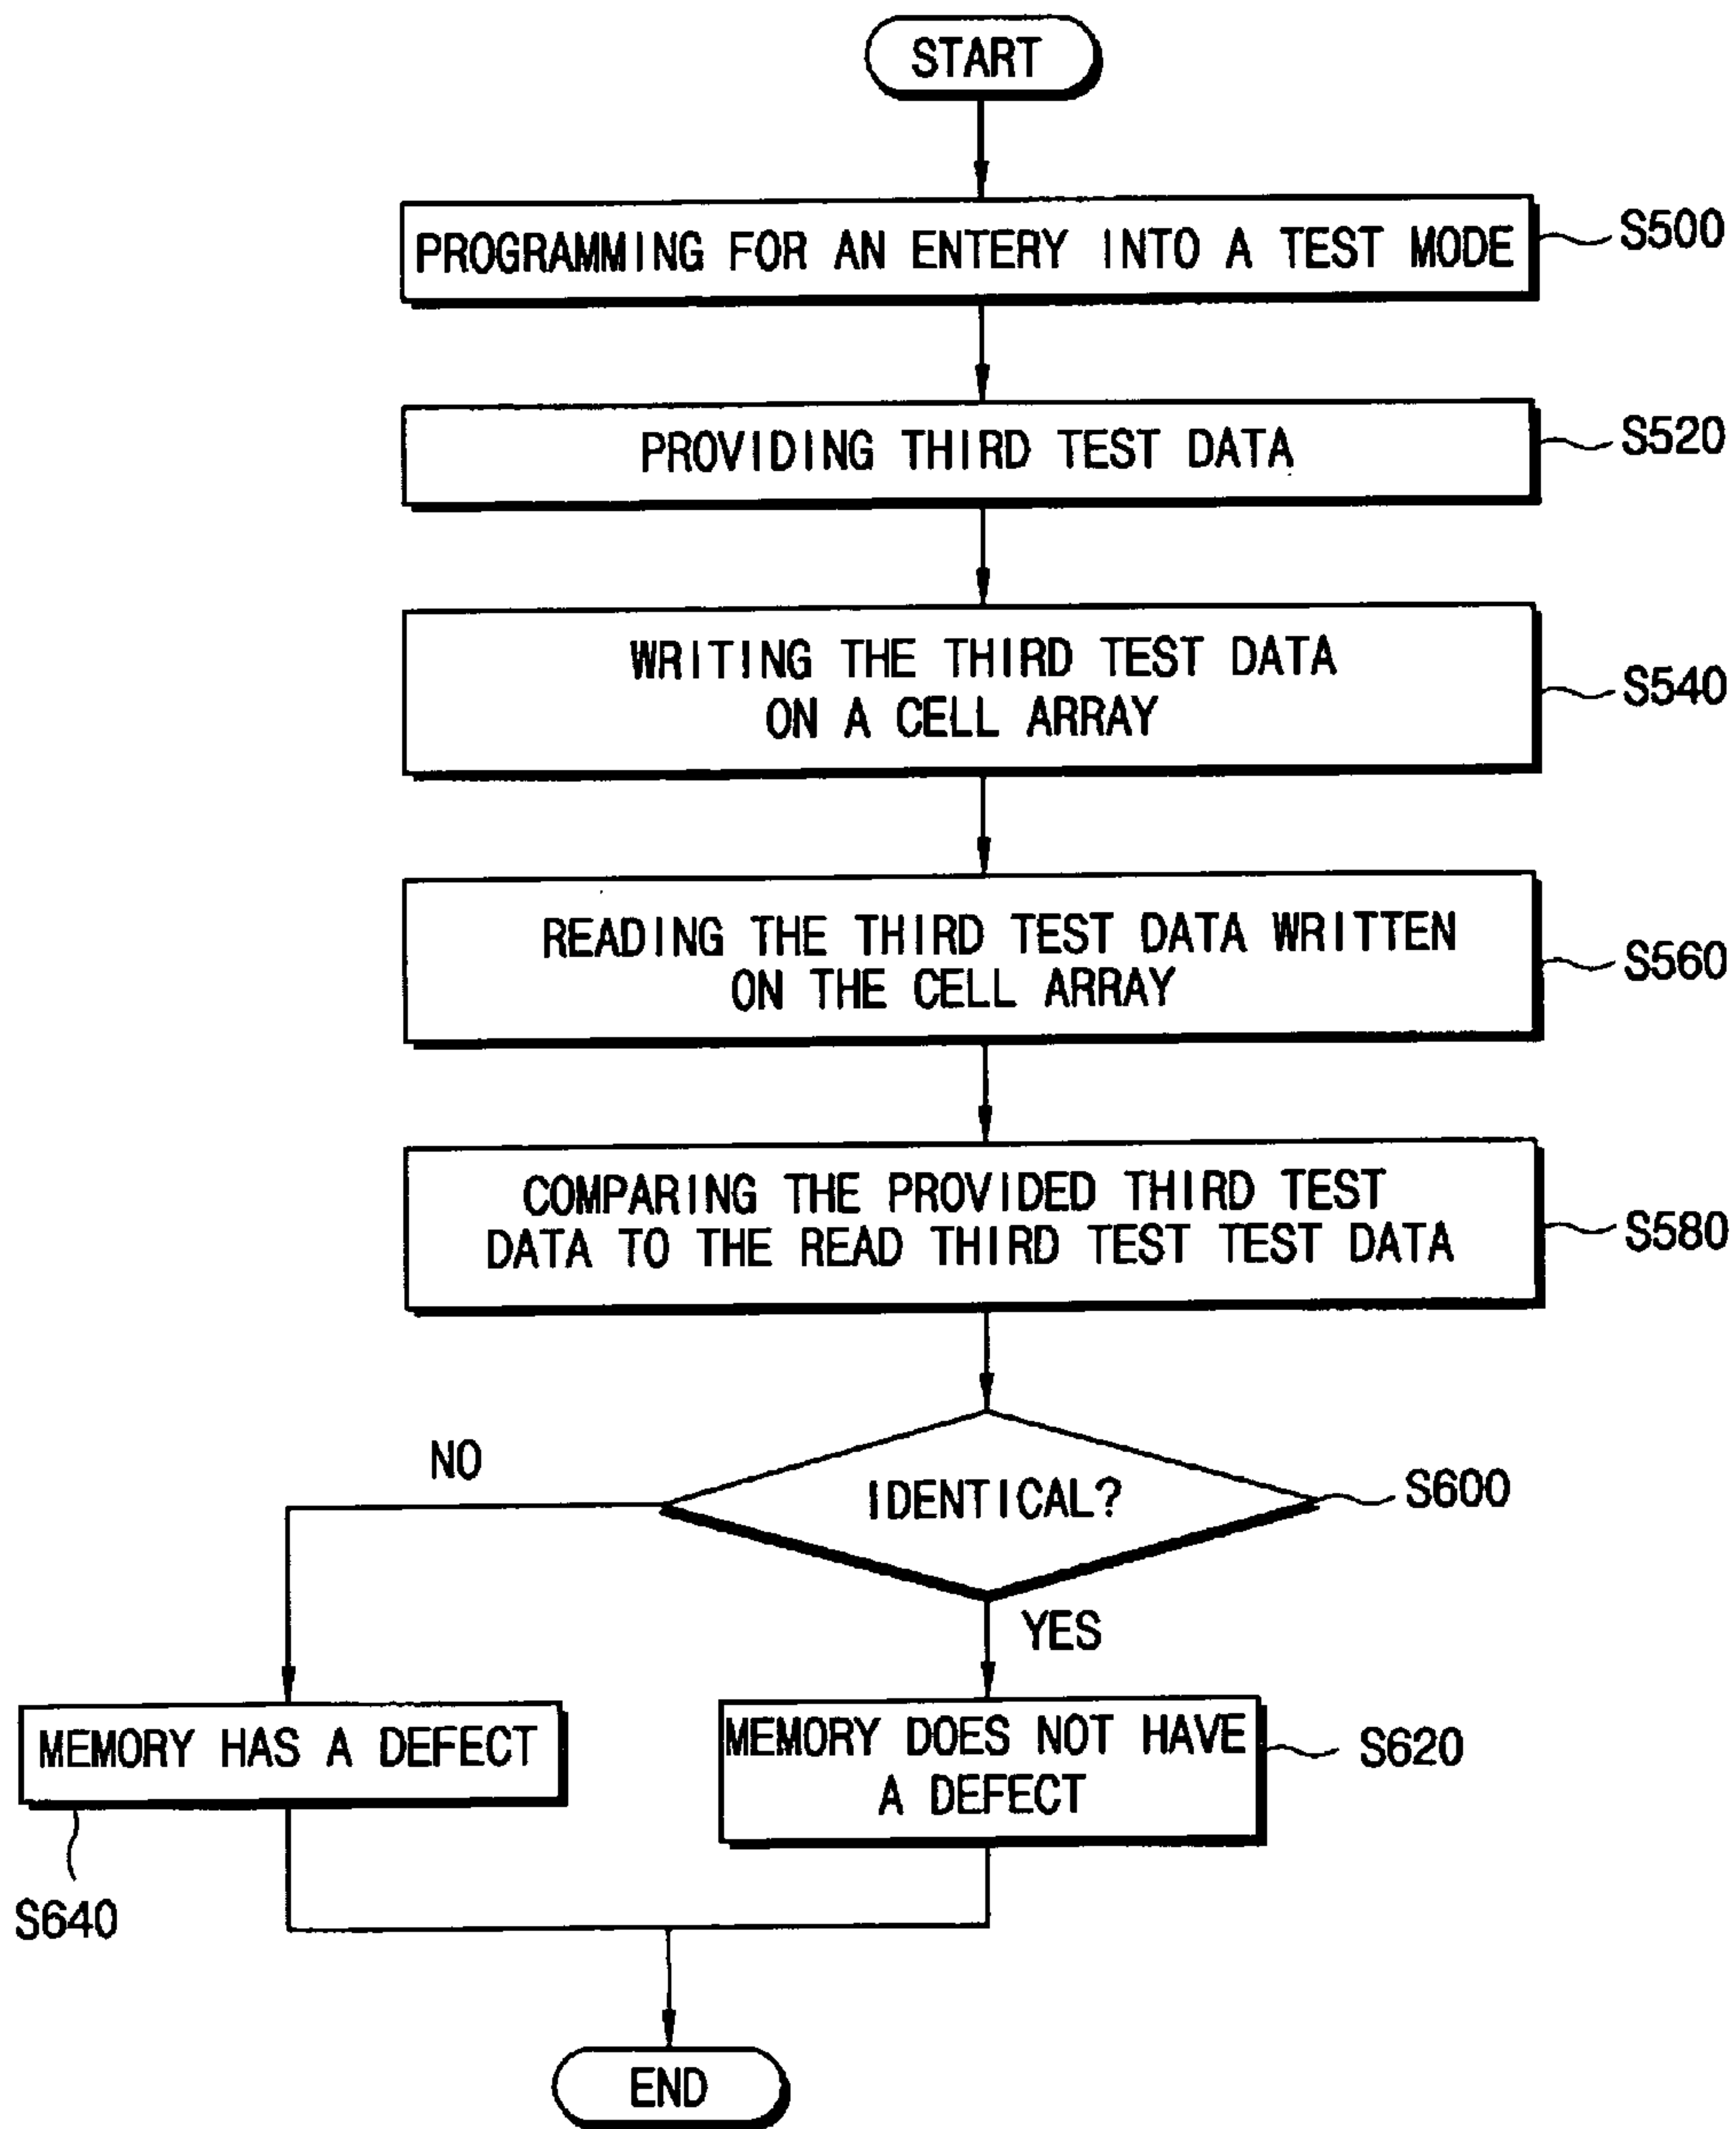 START
PROGRAMMING FOR AN ENTERY INTO A TEST MODE
S500
PROVIDING THIRD TEST DATA
S520
WRITING THE THIRD TEST DATA
ON A CELL ARRAY
S540
READING THE THIRD TEST DATA WRITTEN
ON THE CELL ARRAY
S560
COMPARING THE PROVIDED THIRD TEST
DATA TO THE READ THIRD TEST TEST DATA
S580
NO
IDENTICAL?
S600
YES
MEMORY HAS A DEFECT
MEMORY DOES NOT HAVE
A DEFECT
S620
S640
END